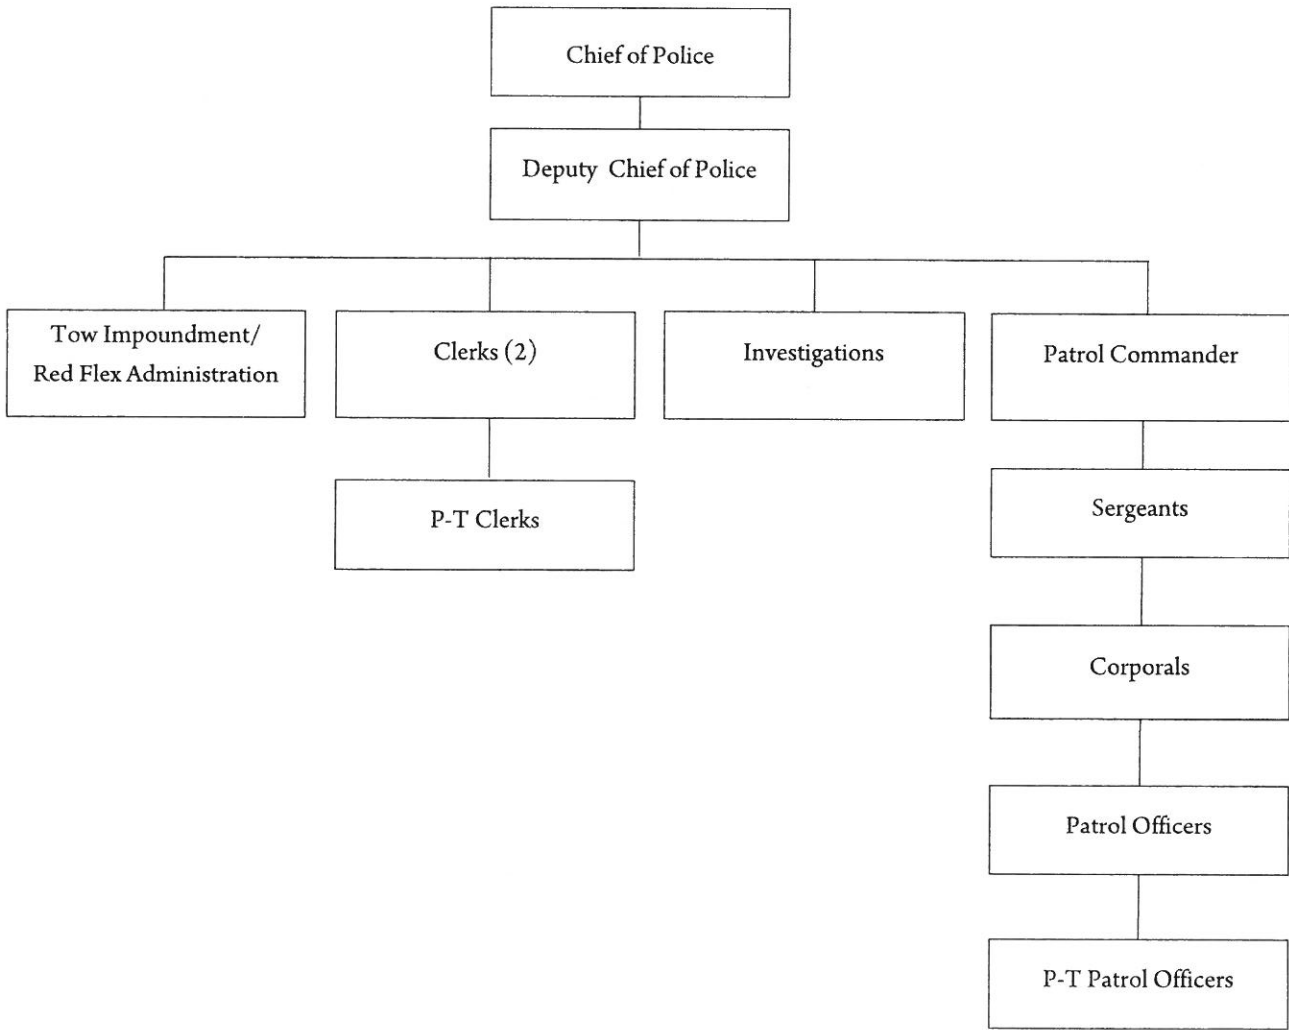 Chief of Police
Deputy Chief of Police
Tow Impoundment/
Red Flex Administration
Clerks (2)
Investigations
Patrol Commander
P-T Clerks
Sergeants
Corporals
Patrol Officers
P-T Patrol Officers